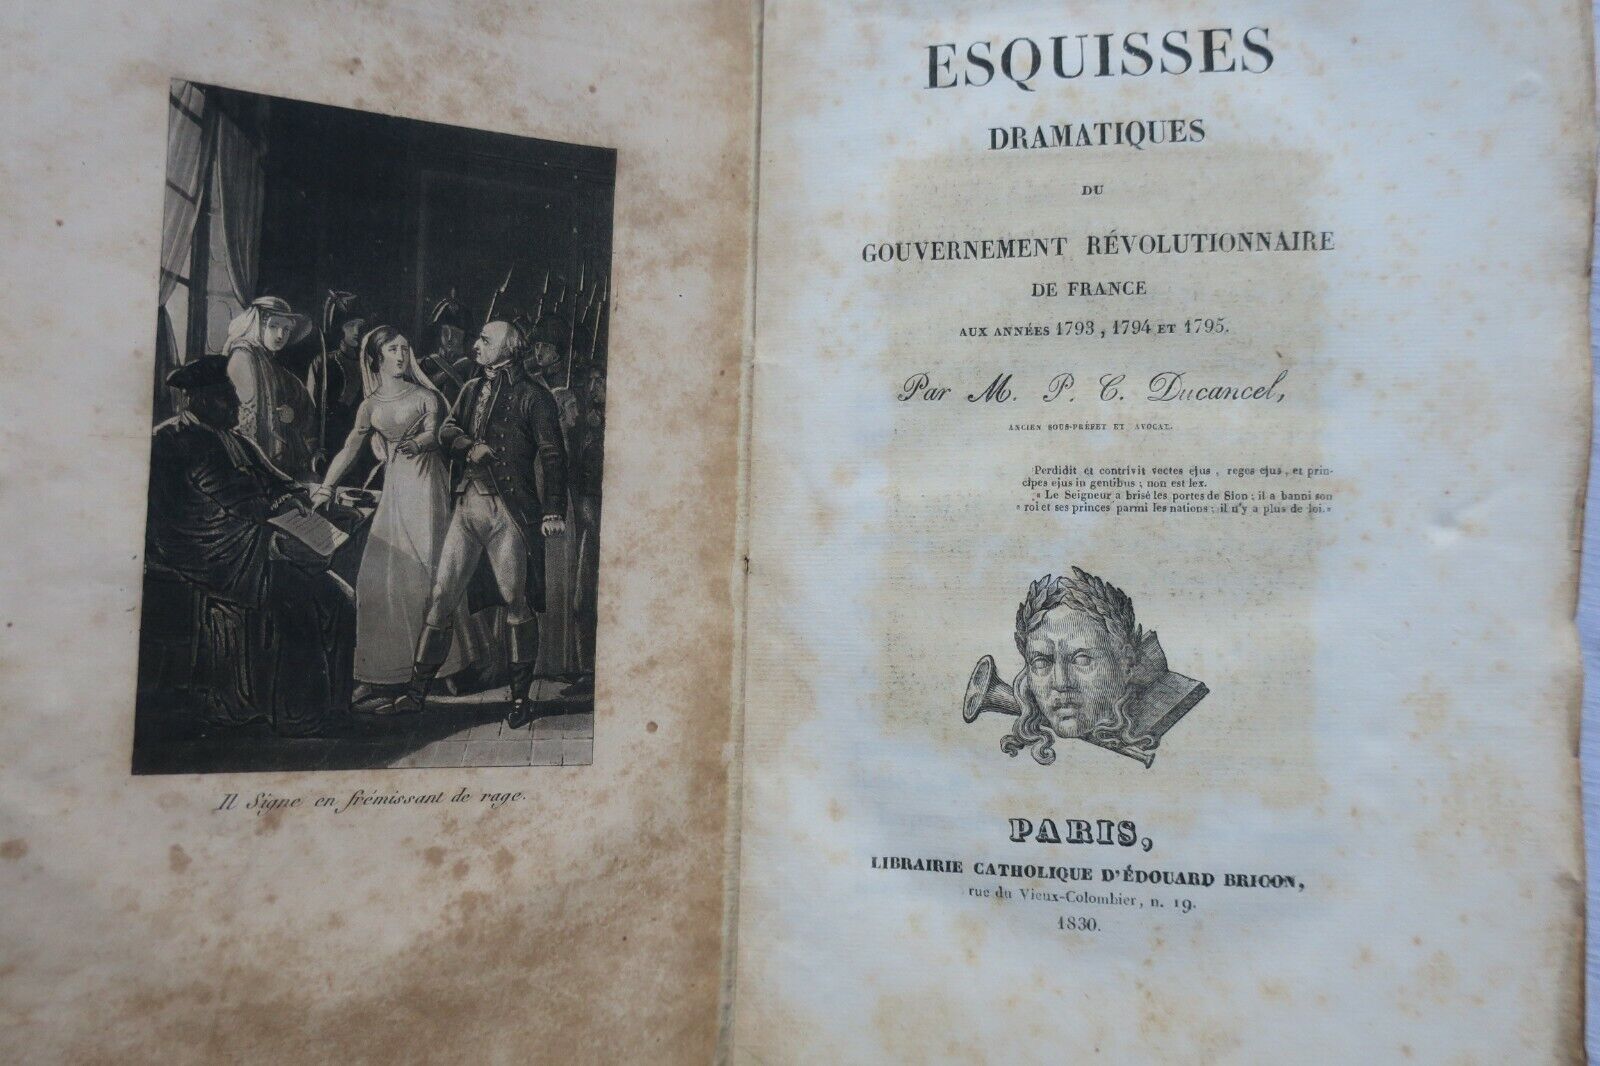 Il Signe en frémissant de rage.
ESQUISSES
DRAMATIQUES
DU
GOUVERNEMENT RÉVOLUTIONNAIRE
DE FRANCE
AUX ANNÉES 1793, 1794 ET 1795.
Par M. P. C. Ducancel,
ANCIEN SOUS-PRÉFET ET AVOCAT.
Perdidit et contrivit vectes ejus, reges ejus, et prin-
cipes ejus in gentibus; non est lex.
« Le Seigneur a brisé les portes de Sion; il a banni son
« roi et ses princes parmi les nations; il n'y a plus de loi. »
PARIS,
LIBRAIRIE CATHOLIQUE D'ÉDOUARD BRICON,
rue du Vieux-Colombier, n. 19.
1830.